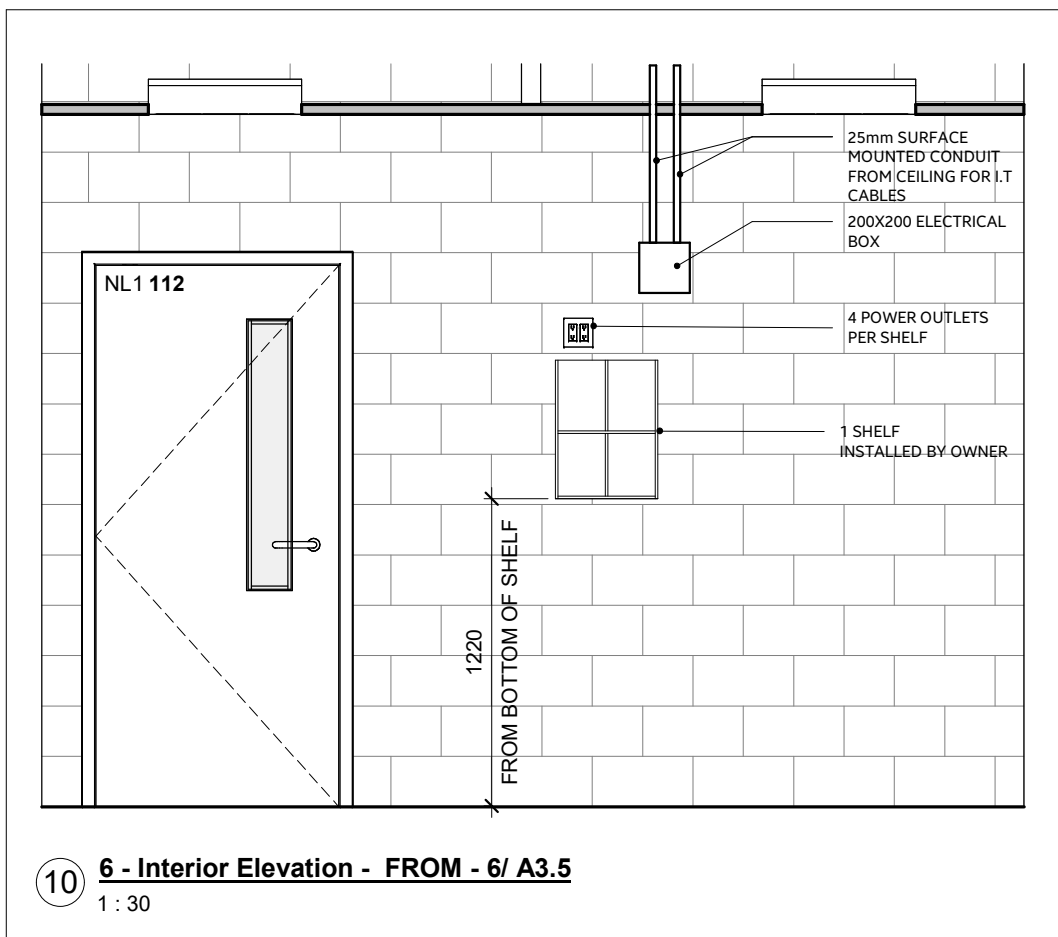 25mm SURFACE
MOUNTED CONDUIT
FROM CEILING FOR I.T
CABLES
200X200 ELECTRICAL
BOX
NL1 112
4 POWER OUTLETS
PER SHELF
1 SHELF
INSTALLED BY OWNER
1220
FROM BOTTOM OF SHELF
10
6 - Interior Elevation - FROM - 6/ A3.5
1 : 30